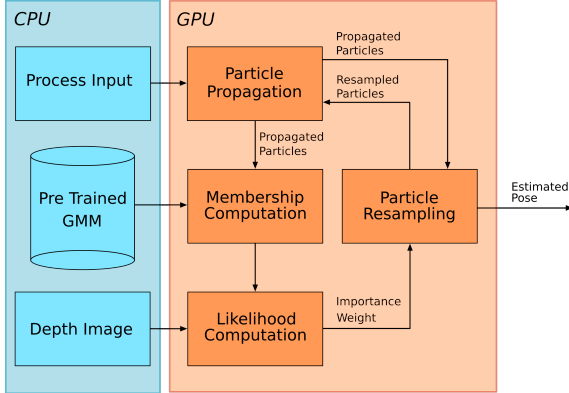 CPU
GPU
Process Input
Particle
Propagation
Propagated
Particles
Resampled
Particles
Propagated
Particles
Pre Trained
GMM
Membership
Computation
Particle
Resampling
Estimated
Pose
Depth Image
Likelihood
Computation
Importance
Weight